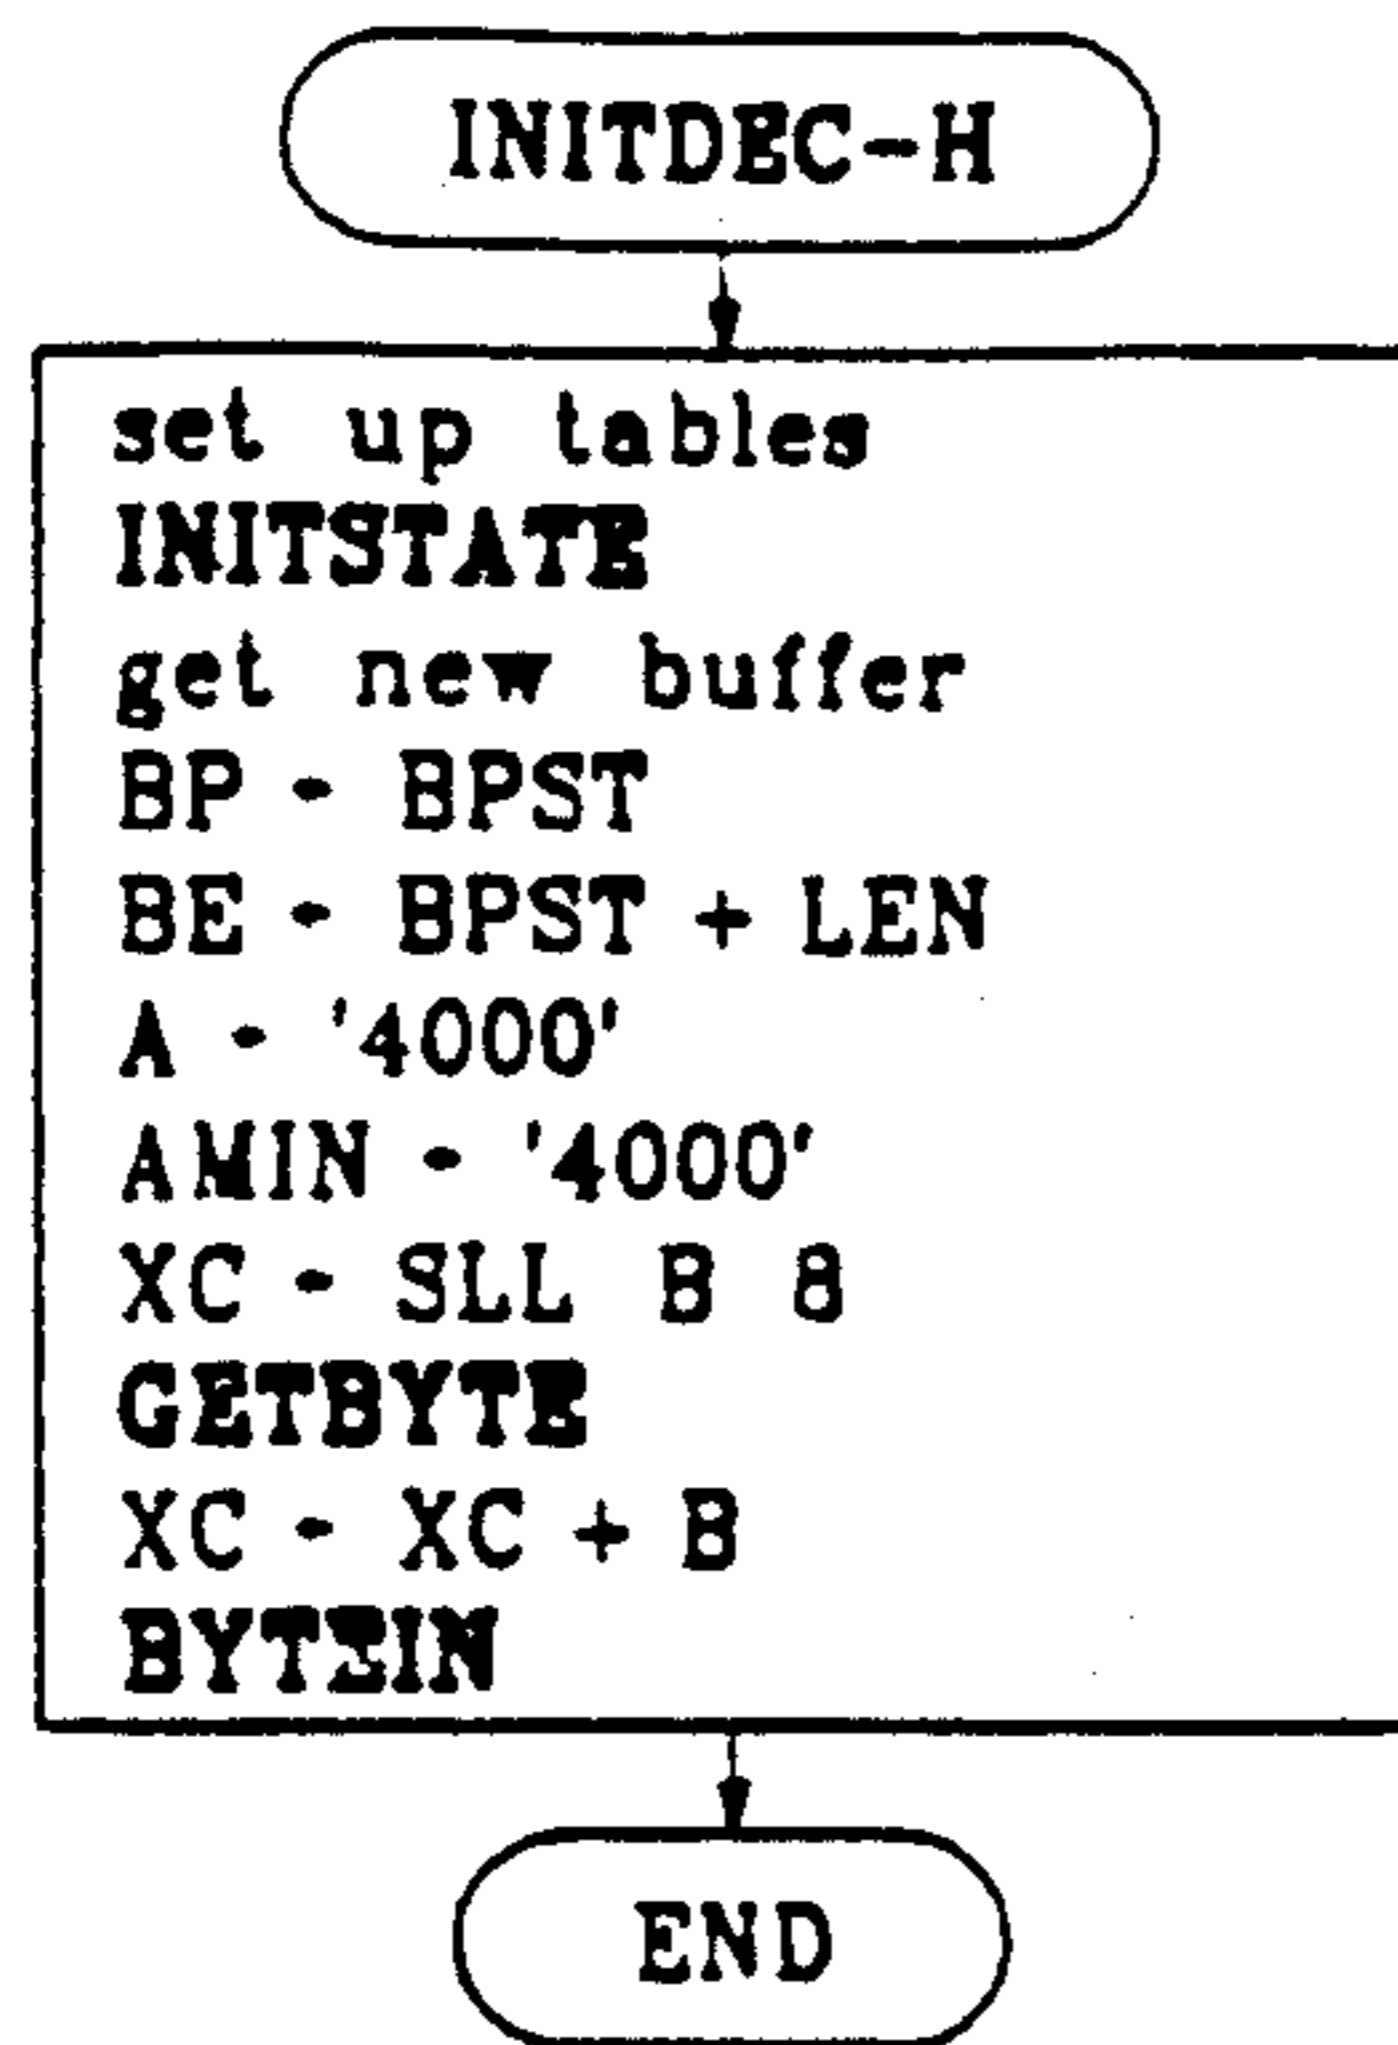 INITDEC-H
set up tables
INITSTATE
get new buffer
BP - BPST
BE - BPST + LEN
A - '4000'
AMIN - '4000'
XC - SLL B 8
GETBYTE
XC - XC + B
BYTEIN
END